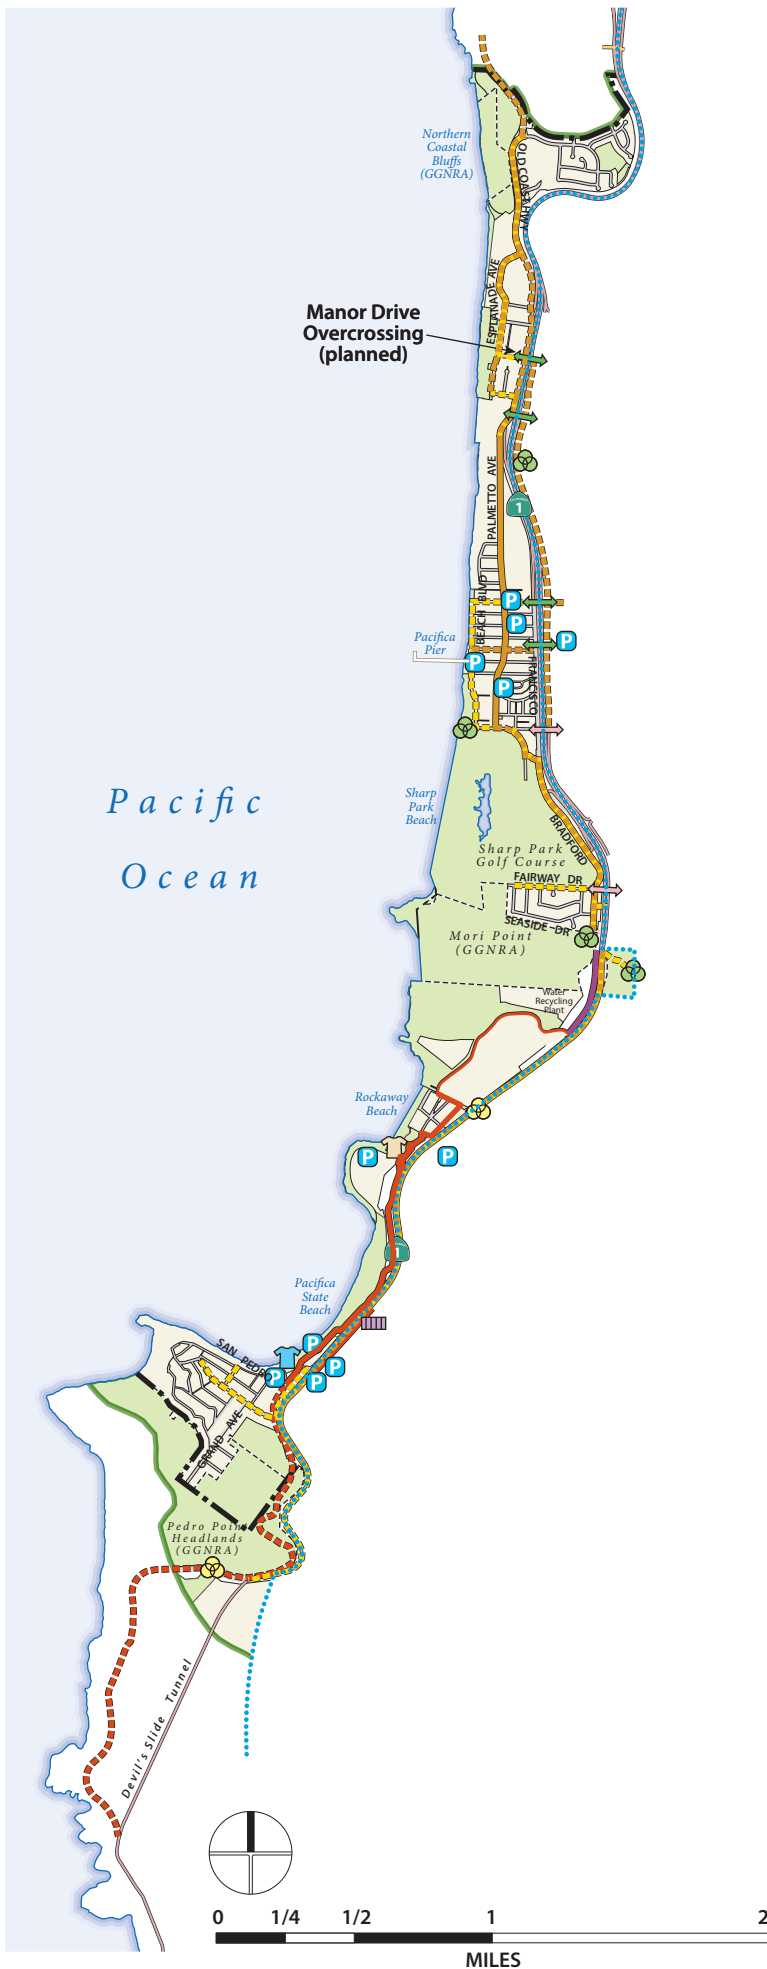 Northern
Coastal
Bluffs
(GGNRA)
OLD COAST HWY
ESPLANADE AVE
Manor Drive
Overcrossing
(planned)
PALMETTO AVE
1
BEACH BLVD
P
P
P
Pacifica
Pier
P
FRANCISCO
P
Pacific
Ocean
Sharp
Park
Beach
BRADFORD
Sharp Park
Golf Course
FAIRWAY DR
SEASIDE DR
Mori Point
(GGNRA)
Water
Recycling
Plant
Rockaway
Beach
P
P
1
Pacifica
State
Beach
SAN PEDRO
P
P
P
P
GRAND AVE
Pedro Point
Headlands
(GGNRA)
Devil's Slide Tunnel
0 1/4 1/2 1 2
MILES